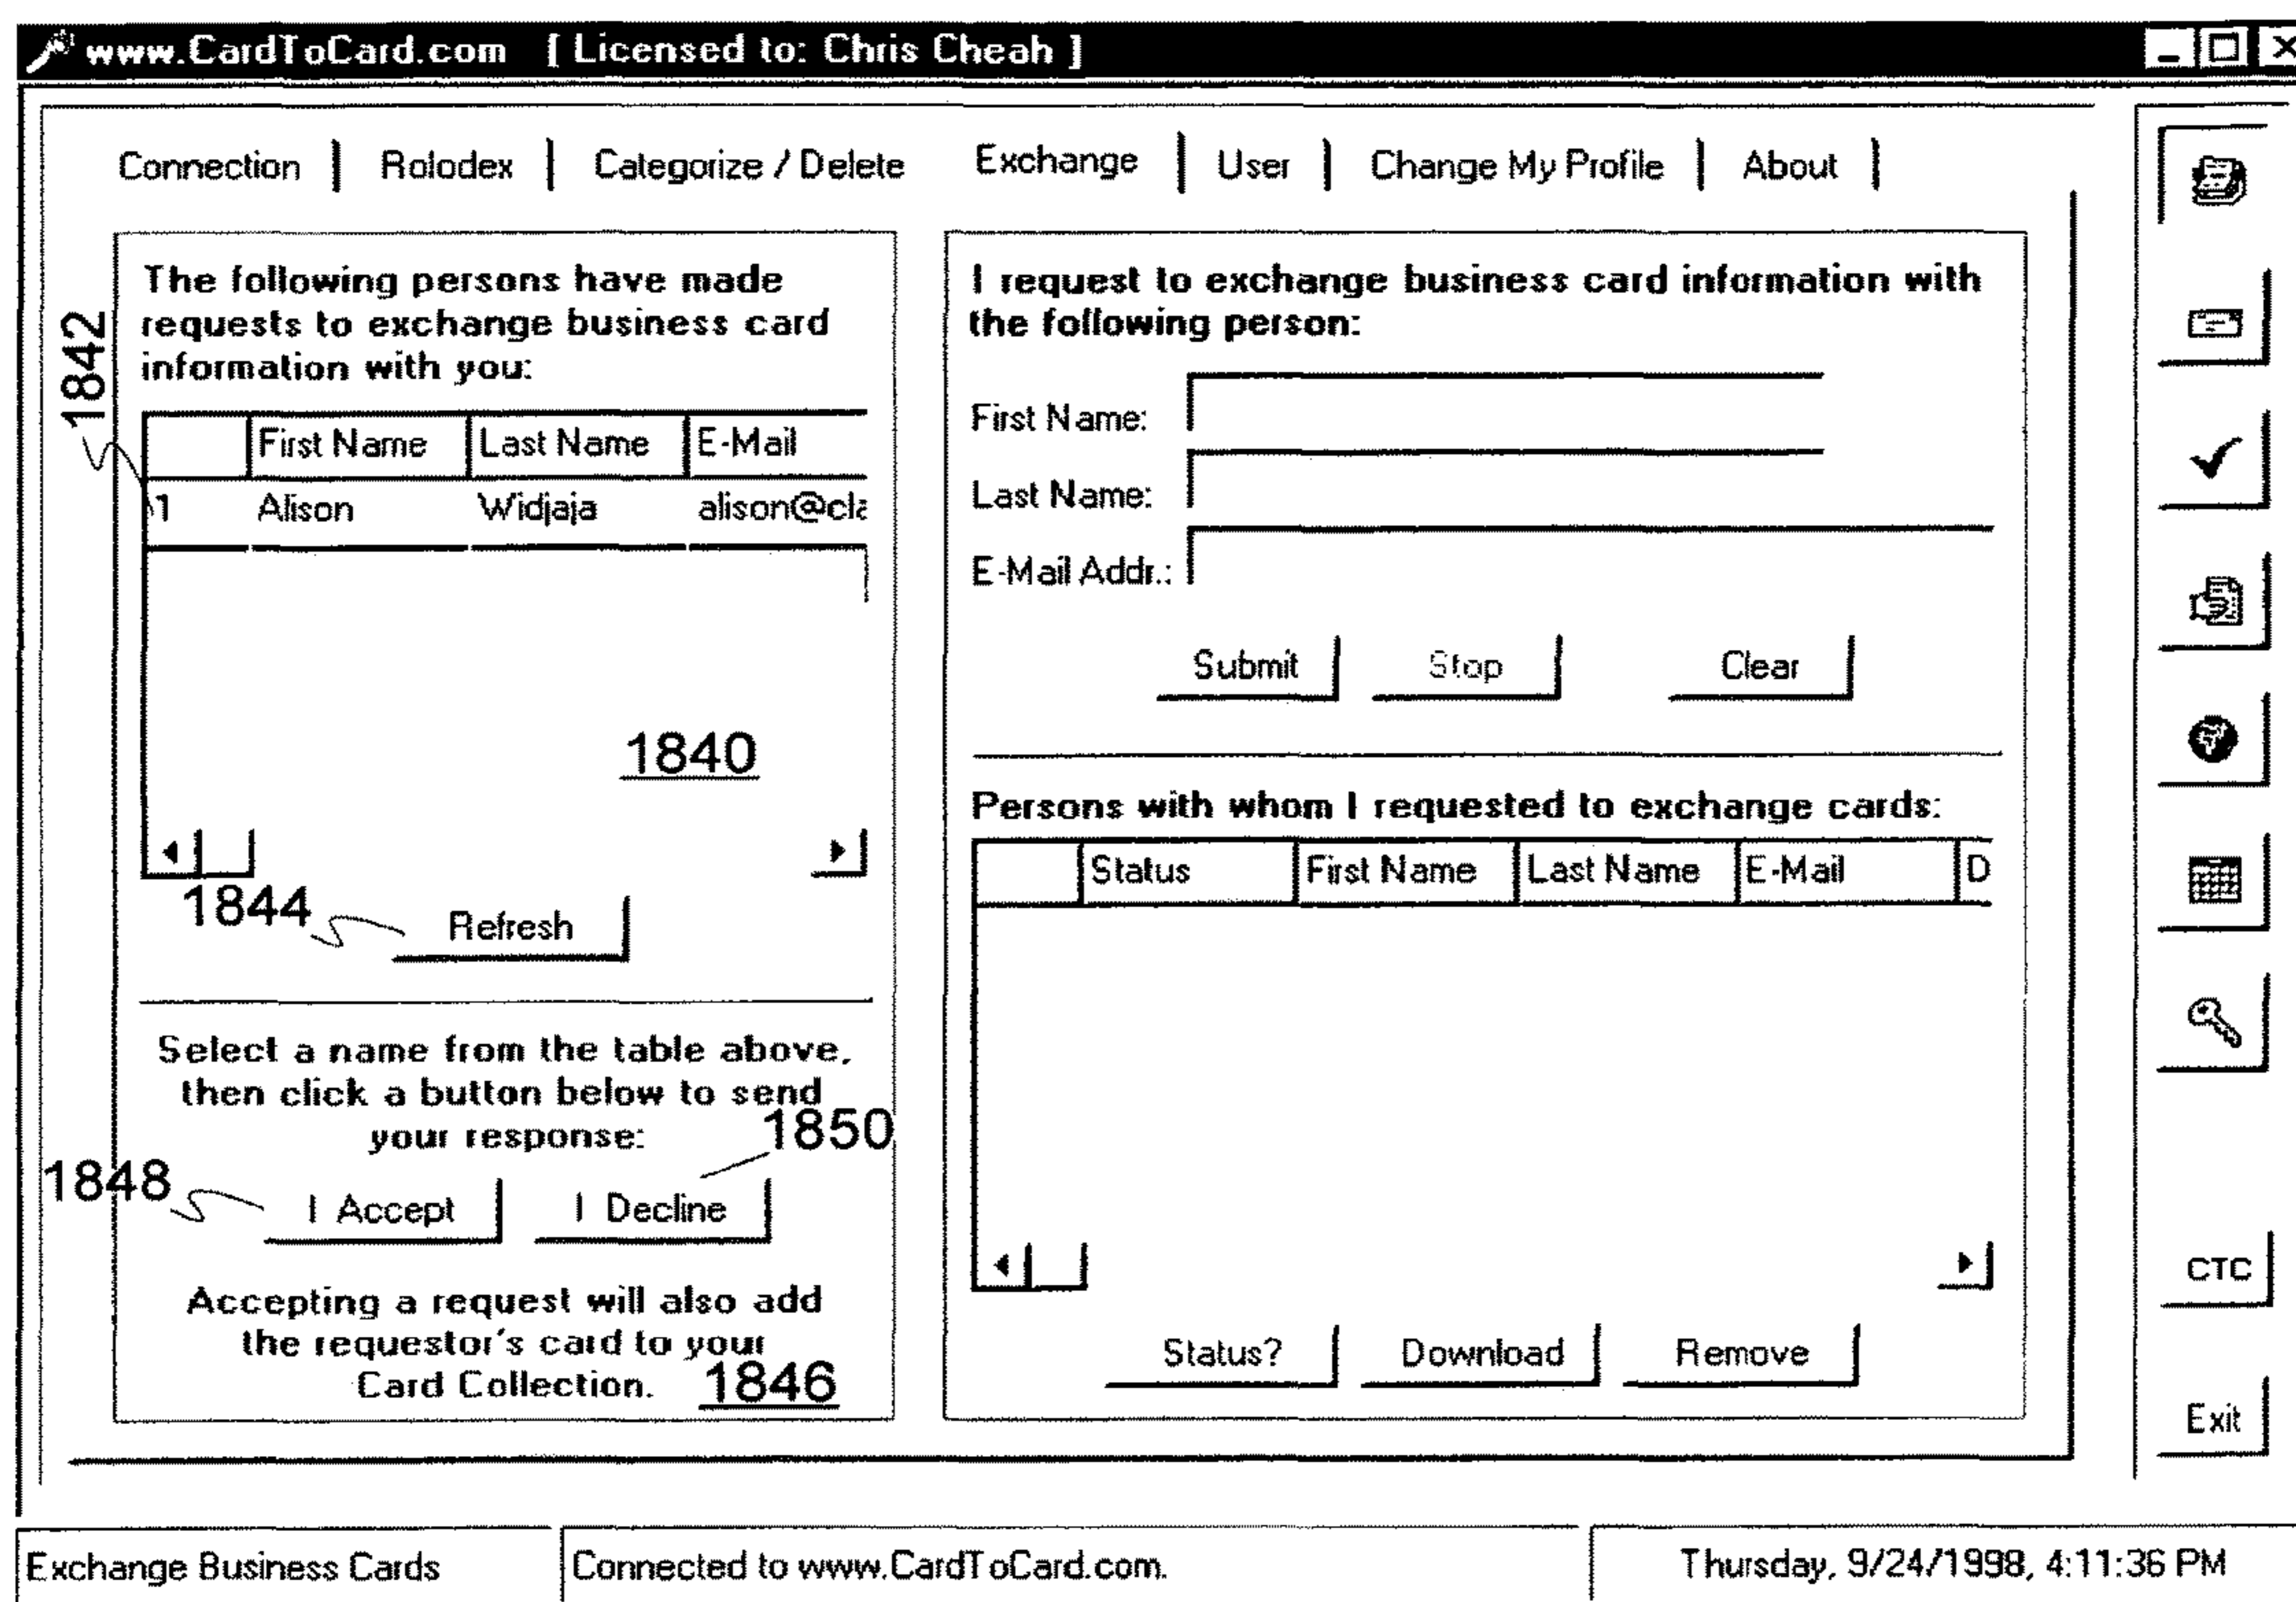 www.CardToCard.com [ Licensed to: Chris Cheah ]
Connection | Rolodex | Categorize / Delete Exchange | User | Change My Profile | About |
The following persons have made
requests to exchange business card
information with you:
1842
First Name Last Name E-Mail
1 Alison Widjaja alison@cla
1840
1844
Refresh
Select a name from the table above,
then click a button below to send
your response:
1850
1848
I Accept I Decline
Accepting a request will also add
the requestor's card to your
Card Collection.
1846
I request to exchange business card information with
the following person:
First Name:
Last Name:
E-Mail Addr.:
Submit Stop Clear
Persons with whom I requested to exchange cards:
Status First Name Last Name E-Mail D
Status? Download Remove
CTC
Exit
Exchange Business Cards Connected to www.CardToCard.com. Thursday, 9/24/1998, 4:11:36 PM